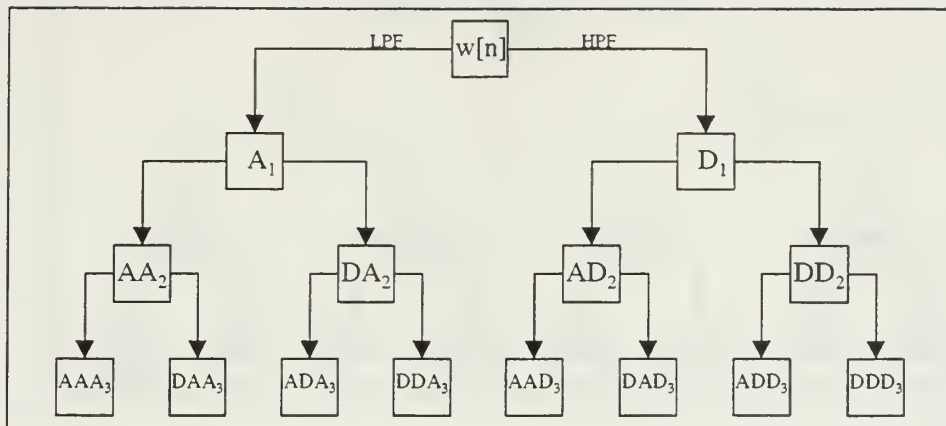 LPF w[n] HPF
A₁ D₁
AA₂ DA₂ AD₂ DD₂
AAA₃ DAA₃ ADA₃ DDA₃ AAD₃ DAD₃ ADD₃ DDD₃